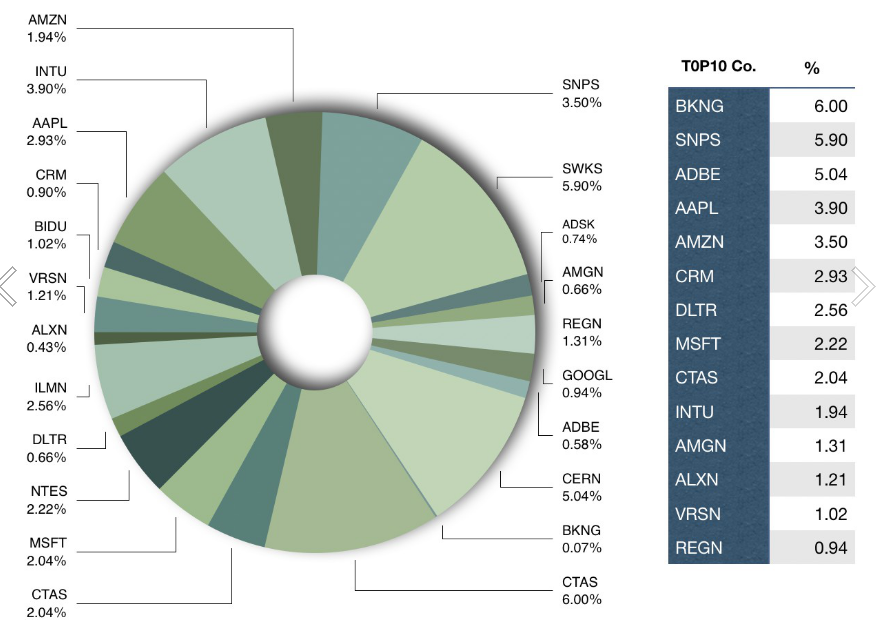 AMZN
1.94%
INTU
3.90%
AAPL
2.93%
CRM
0.90%
BIDU
1.02%
VRSN
1.21%
ALXN
0.43%
ILMN
2.56%
DLTR
0.66%
NTES
2.22%
MSFT
2.04%
CTAS
2.04%
SNPS
3.50%
SWKS
5.90%
ADSK
0.74%
AMGN
0.66%
REGN
1.31%
GOOGL
0.94%
ADBE
0.58%
CERN
5.04%
BKNG
0.07%
CTAS
6.00%
T0P10 Co. %
BKNG 6.00
SNPS 5.90
ADBE 5.04
AAPL 3.90
AMZN 3.50
CRM 2.93
DLTR 2.56
MSFT 2.22
CTAS 2.04
INTU 1.94
AMGN 1.31
ALXN 1.21
VRSN 1.02
REGN 0.94